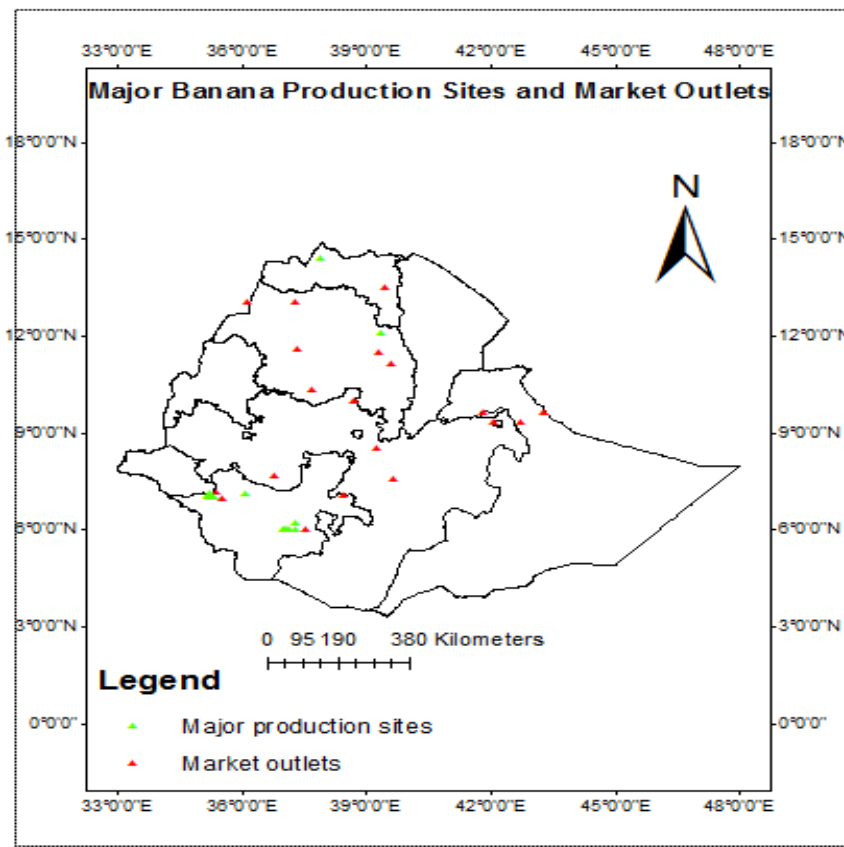 33°0'0"E 36°0'0"E 39°0'0"E 42°0'0"E 45°0'0"E 48°0'0"E
Major Banana Production Sites and Market Outlets
18°0'0"N 18°0'0"N
N
15°0'0"N 15°0'0"N
12°0'0"N 12°0'0"N
9°0'0"N 9°0'0"N
6°0'0"N 6°0'0"N
3°0'0"N 3°0'0"N
0 95 190 380 Kilometers
Legend
0°0'0" 0°0'0"
Major production sites
Market outlets
33°0'0"E 36°0'0"E 39°0'0"E 42°0'0"E 45°0'0"E 48°0'0"E